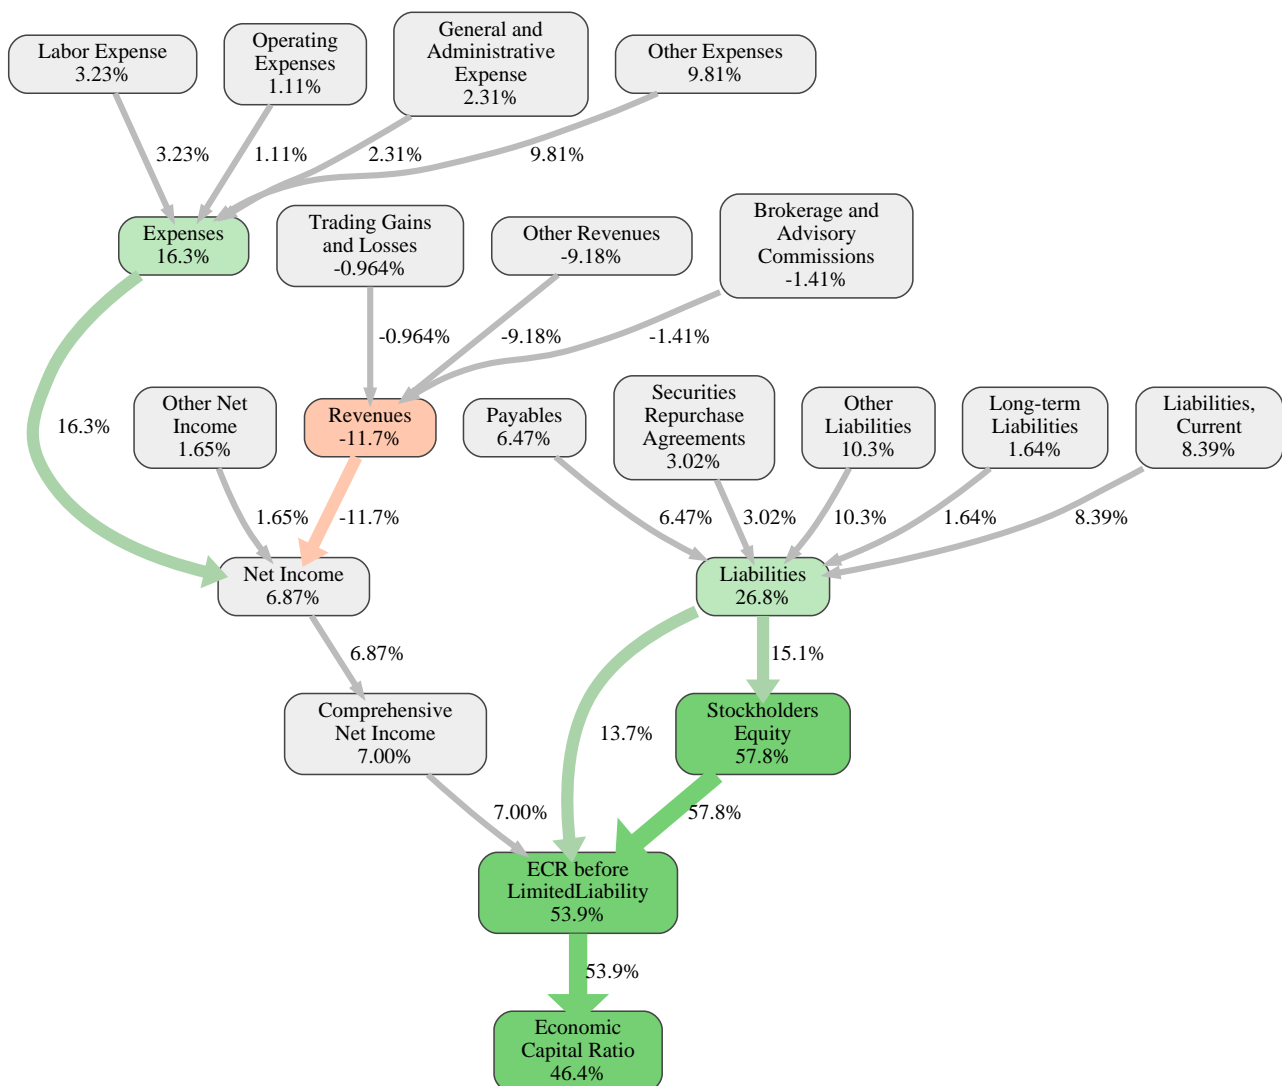 Labor Expense
3.23%
Operating
Expenses
1.11%
General and
Administrative
Expense
2.31%
Other Expenses
9.81%
3.23%
1.11%
2.31%
9.81%
Expenses
16.3%
Trading Gains
and Losses
-0.964%
Other Revenues
-9.18%
Brokerage and
Advisory
Commissions
-1.41%
-0.964%
-9.18%
-1.41%
16.3%
Other Net
Income
1.65%
Revenues
-11.7%
Payables
6.47%
Securities
Repurchase
Agreements
3.02%
Other
Liabilities
10.3%
Long-term
Liabilities
1.64%
Liabilities,
Current
8.39%
1.65%
-11.7%
6.47%
3.02%
10.3%
1.64%
8.39%
Net Income
6.87%
Liabilities
26.8%
6.87%
15.1%
Comprehensive
Net Income
7.00%
13.7%
Stockholders
Equity
57.8%
7.00%
57.8%
ECR before
LimitedLiability
53.9%
53.9%
Economic
Capital Ratio
46.4%